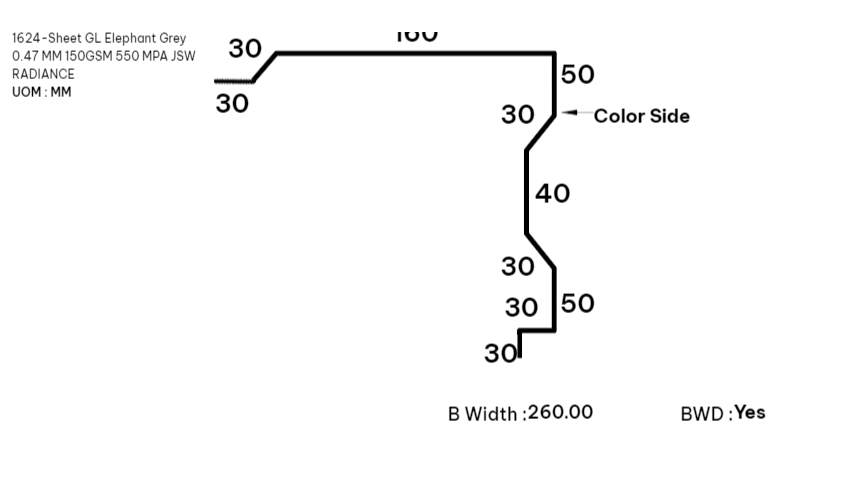 1624-Sheet GL Elephant Grey
0.47 MM 150GSM 550 MPA JSW
RADIANCE
UOM : MM
30
30
50
30
Color Side
40
30
30
50
30
B Width :260.00
BWD :Yes